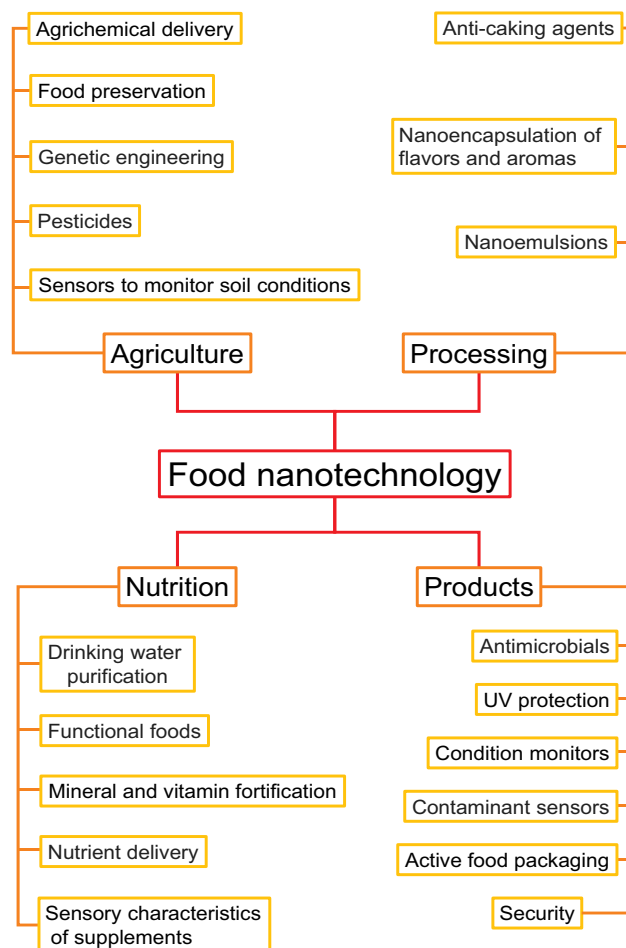 Agrichemical delivery
Food preservation
Genetic engineering
Pesticides
Sensors to monitor soil conditions
Agriculture
Anti-caking agents
Nanoencapsulation of
flavors and aromas
Nanoemulsions
Processing
Food nanotechnology
Nutrition
Drinking water
purification
Functional foods
Mineral and vitamin fortification
Nutrient delivery
Sensory characteristics
of supplements
Products
Antimicrobials
UV protection
Condition monitors
Contaminant sensors
Active food packaging
Security